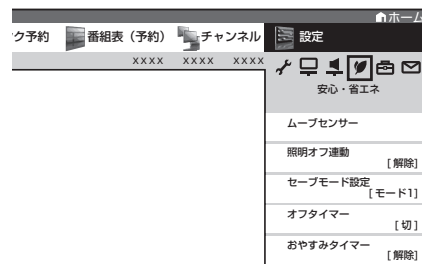 ホーム
ク予約 番組表（予約） チャンネル 設定
xxxx xxxx xxxx
安心・省エネ
ムーブセンサー
照明オフ連動
[解除]
セーブモード設定
[モード1]
オフタイマー
[切]
おやすみタイマー
[解除]